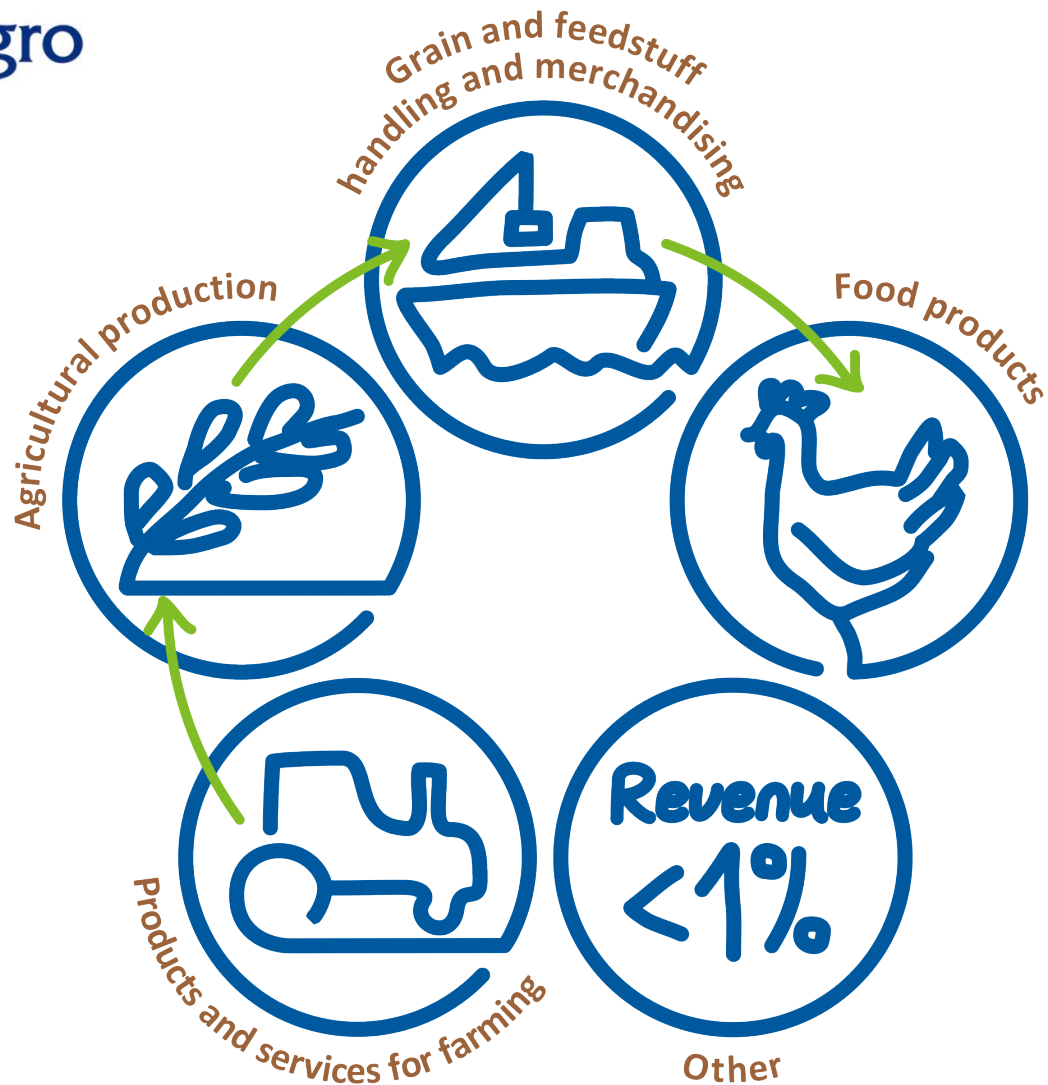 gro
Grain and feedstuff
handling and merchandising
Agricultural production
Food products
Revenue
<1%
Products and services for farming
Other